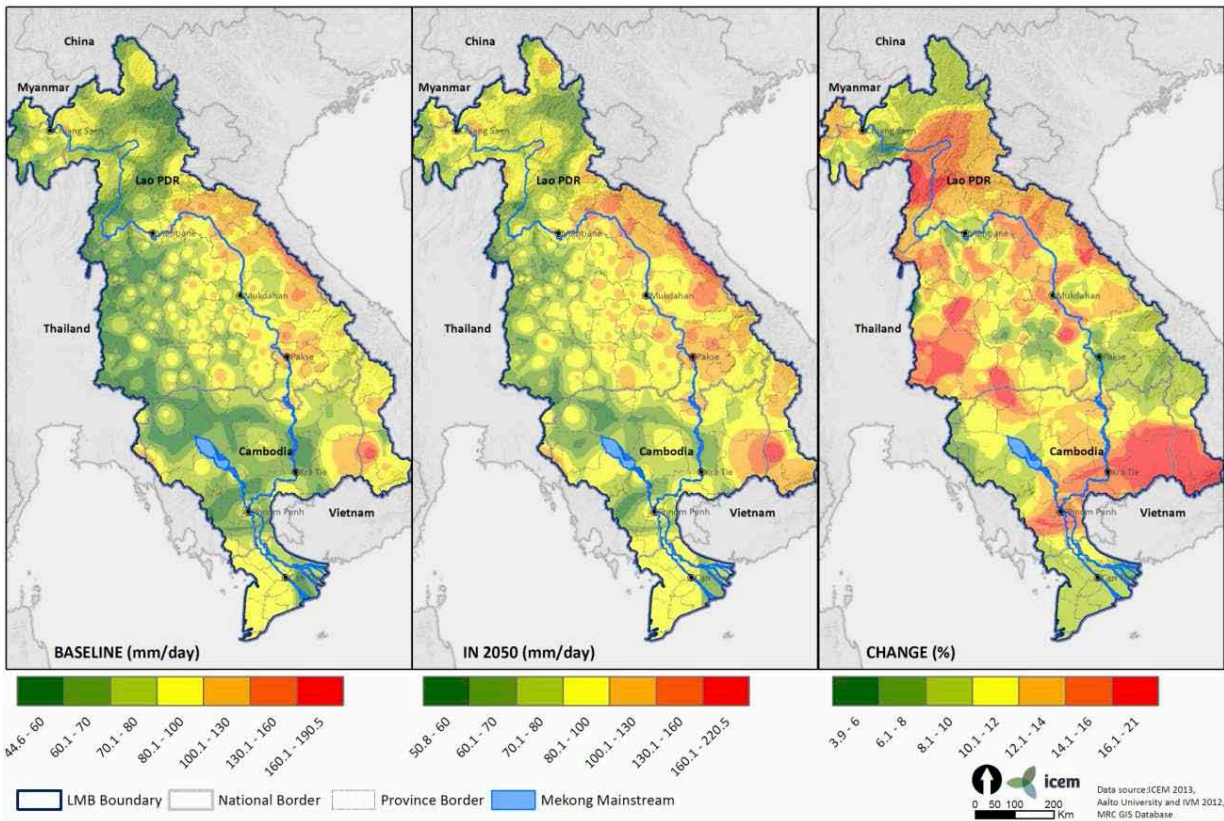 China
Myanmar
Chiang Saen
Lao PDR
Vientiane
Mukdahan
Thailand
Pakse
Cambodia
Kra Tie
Phnom Penh
Vietnam
Can
BASELINE (mm/day)
China
Myanmar
Chiang Saen
Lao PDR
Vientiane
Mukdahan
Thailand
Pakse
Cambodia
Kra Tie
Phnom Penh
Vietnam
Can
IN 2050 (mm/day)
China
Myanmar
Chiang Saen
Lao PDR
Vientiane
Mukdahan
Thailand
Pakse
Cambodia
Kra Tie
Phnom Penh
Vietnam
Can
CHANGE (%)
44.6 - 60
60.1 - 70
70.1 - 80
80.1 - 100
100.1 - 130
130.1 - 160
160.1 - 190.5
50.8 - 60
60.1 - 70
70.1 - 80
80.1 - 100
100.1 - 130
130.1 - 160
160.1 - 220.5
3.9 - 6
6.1 - 8
8.1 - 10
10.1 - 12
12.1 - 14
14.1 - 16
16.1 - 21
LMB Boundary
National Border
Province Border
Mekong Mainstream
icem
0 50 100 200
Km
Data source:ICEM 2013,
Aalto University and IVM 2012,
MRC GIS Database